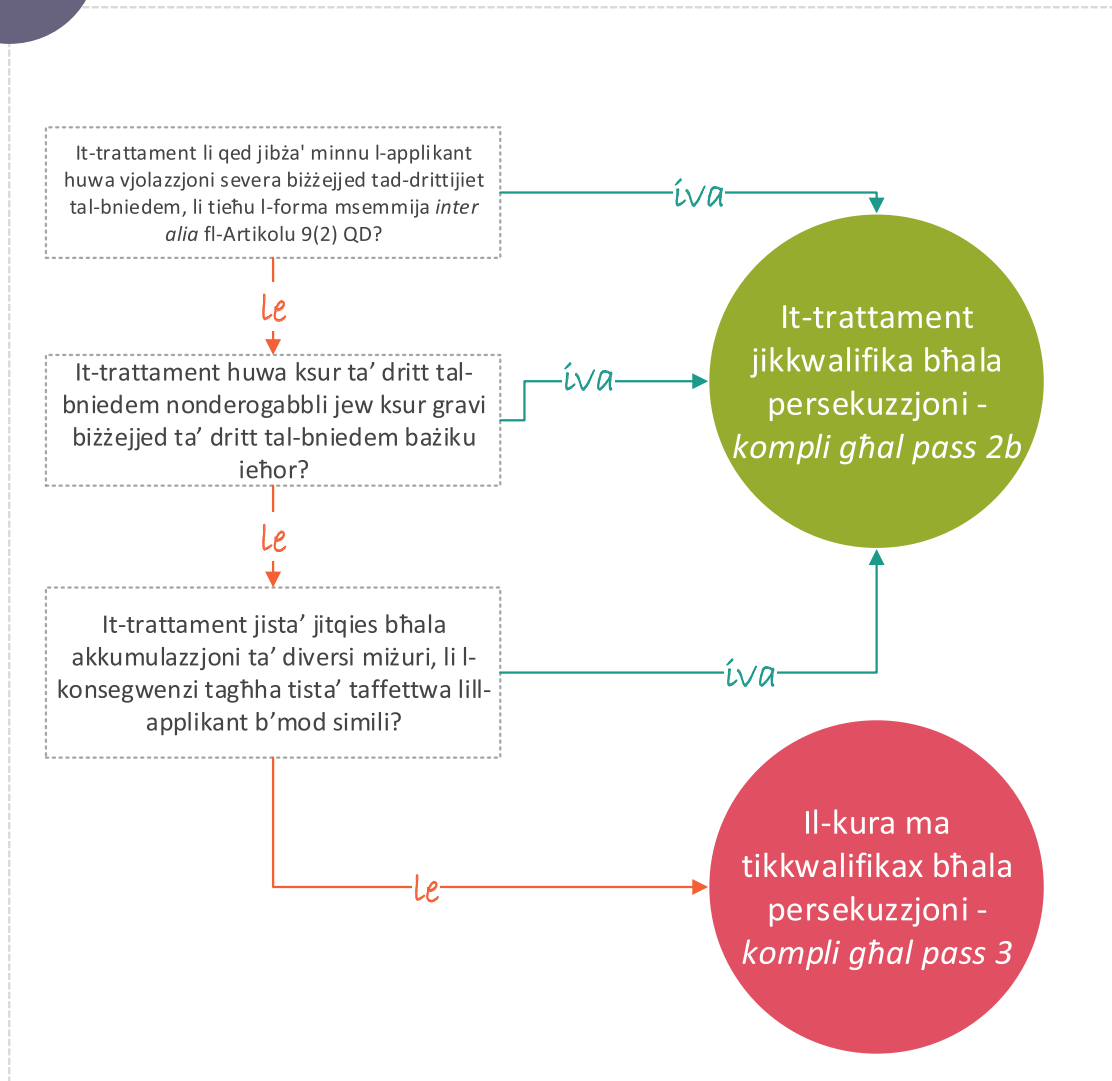 It-trattament li qed jibża' minnu l-applikant
huwa vjolazzjoni severa biżżejjed tad-drittijiet
tal-bniedem, li tieħu l-forma msemmija inter
alia fl-Artikolu 9(2) QD?
iva
le
It-trattament
jikkwalifika bħala
persekuzzjoni -
kompli għal pass 2b
It-trattament huwa ksur ta’ dritt tal-
bniedem nonderogabbli jew ksur gravi
biżżejjed ta’ dritt tal-bniedem bażiku
ieħor?
iva
le
It-trattament jista’ jitqies bħala
akkumulazzjoni ta’ diversi miżuri, li l-
konsegwenzi tagħha tista’ taffettwa lill-
applikant b’mod simili?
iva
le
Il-kura ma
tikkwalifikax bħala
persekuzzjoni -
kompli għal pass 3